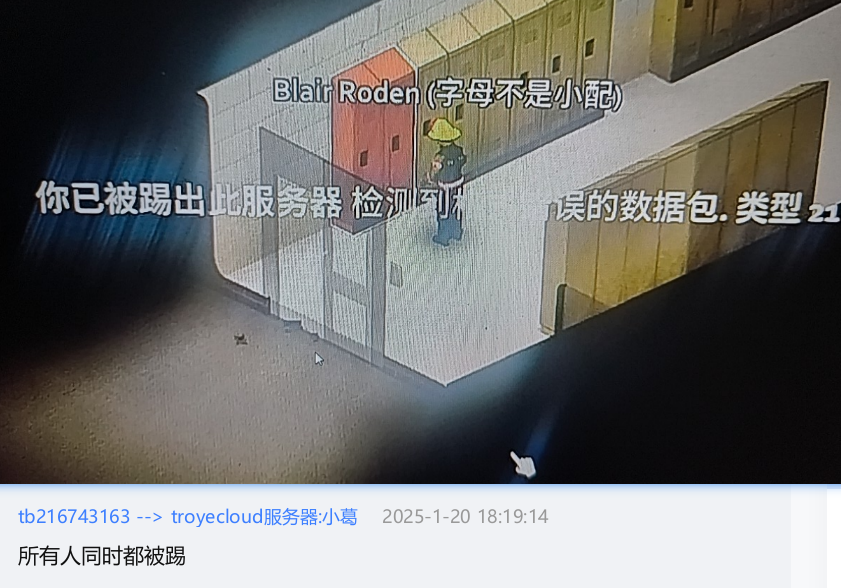 Blair Roden (字母不是小配)
你已被踢出此服务器 检测到 误的数据包. 类型 21
tb216743163 --> troyecloud服务器:小葛 2025-1-20 18:19:14
所有人同时都被踢